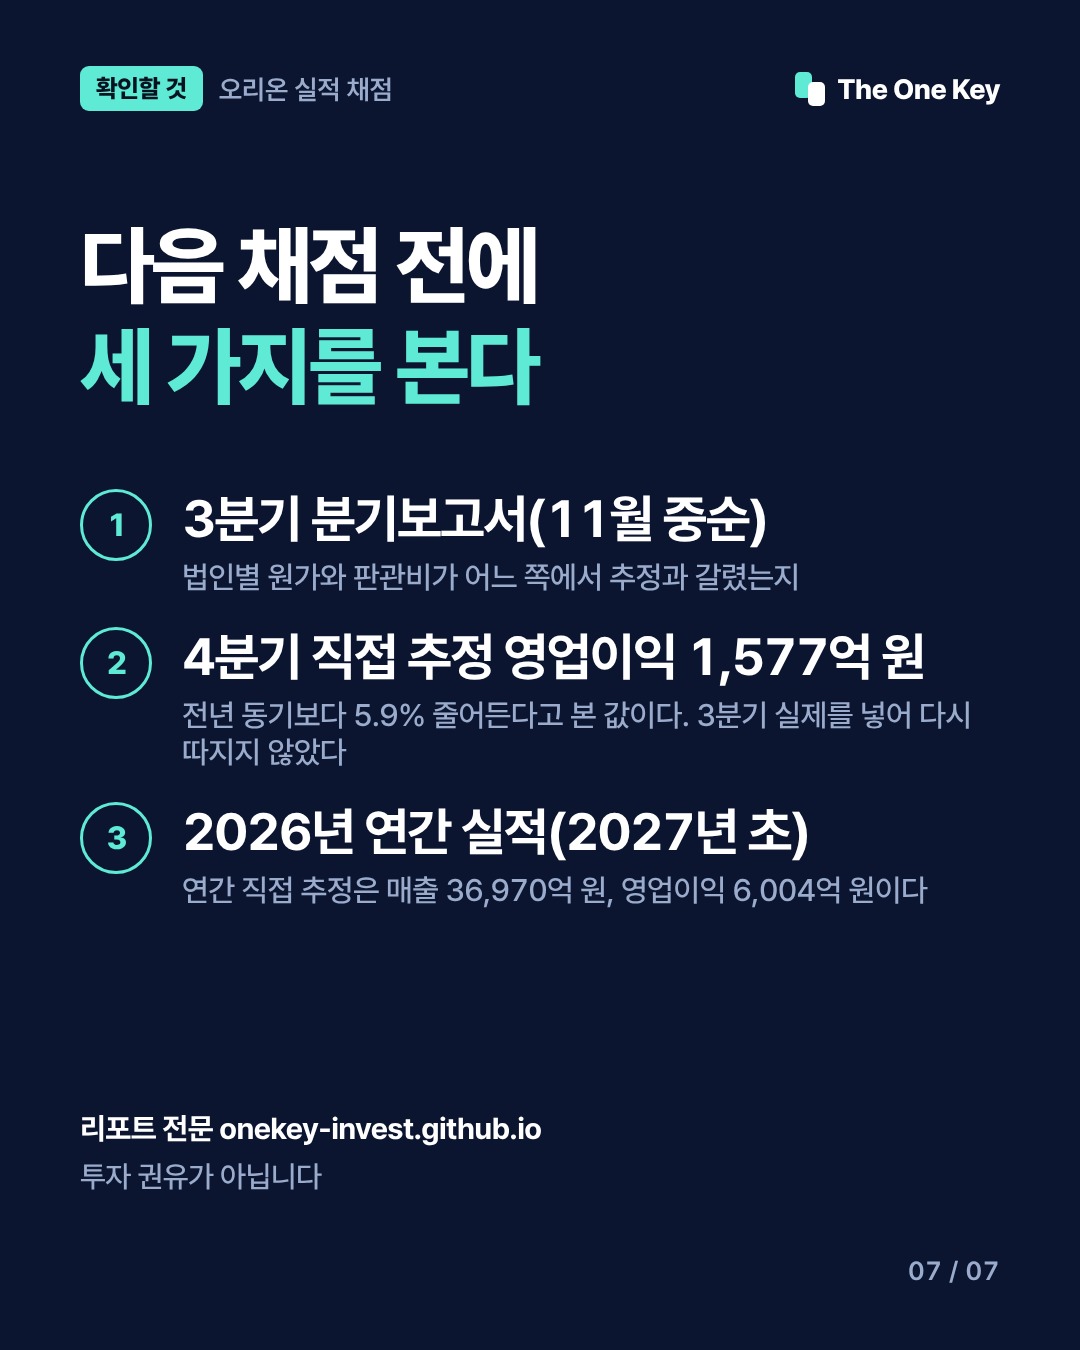 확인할 것 오리온 실적 채점
The One Key
다음 채점 전에
세 가지를 본다
1 3분기 분기보고서(11월 중순)
법인별 원가와 판관비가 어느 쪽에서 추정과 갈렸는지
2 4분기 직접 추정 영업이익 1,577억 원
전년 동기보다 5.9% 줄어든다고 본 값이다. 3분기 실제를 넣어 다시
따지지 않았다
3 2026년 연간 실적(2027년 초)
연간 직접 추정은 매출 36,970억 원, 영업이익 6,004억 원이다
리포트 전문 onekey-invest.github.io
투자 권유가 아닙니다
07 / 07